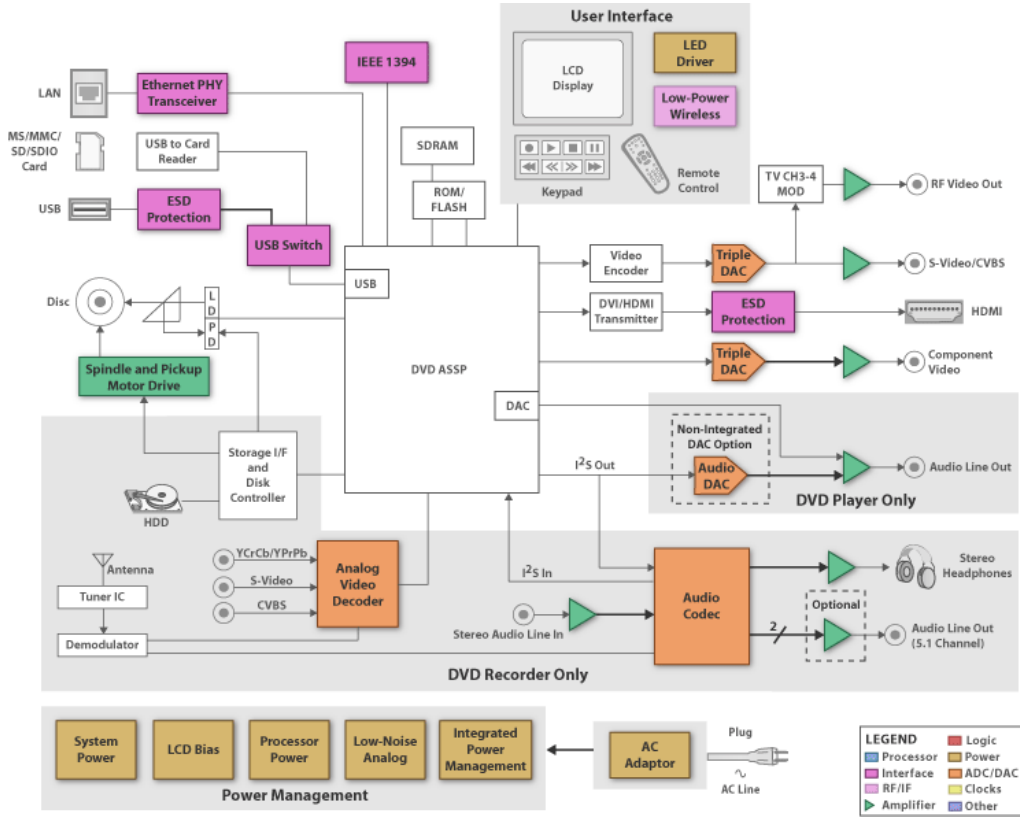 User Interface
IEEE 1394
LCD
Display
LED
Driver
LAN
Ethernet PHY
Transceiver
Low-Power
Wireless
MS/MMC/
SD/SDIO
Card
USB to Card
Reader
SDRAM
Keypad
Remote
Control
ROM/
FLASH
TV CH3-4
MOD
RF Video Out
USB
ESD
Protection
USB Switch
USB
Video
Encoder
Triple
DAC
S-Video/CVBS
Disc
L
D
P
D
DVI/HDMI
Transmitter
ESD
Protection
HDMI
Spindle and Pickup
Motor Drive
DVD ASSP
Triple
DAC
Component
Video
DAC
Non-Integrated
DAC Option
Storage I/F
and
Disk
Controller
I²S Out
Audio
DAC
Audio Line Out
HDD
DVD Player Only
Antenna
YCrCb/YPrPb
S-Video
CVBS
Analog
Video
Decoder
I²S In
Audio
Codec
Stereo
Headphones
Tuner IC
Optional
Demodulator
Stereo Audio Line In
2
Audio Line Out
(5.1 Channel)
DVD Recorder Only
System
Power
LCD Bias
Processor
Power
Low-Noise
Analog
Integrated
Power
Management
Power Management
AC
Adaptor
Plug
AC Line
LEGEND
Processor
Interface
RF/IF
Amplifier
Logic
Power
ADC/DAC
Clocks
Other